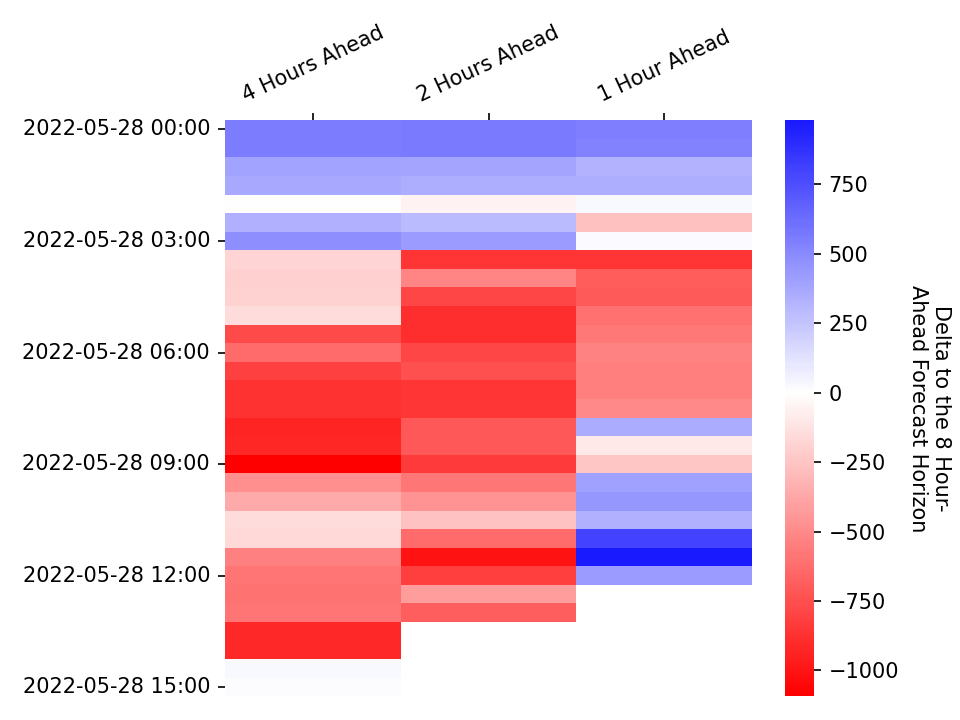 4 Hours Ahead
2 Hours Ahead
1 Hour Ahead
2022-05-28 00:00
2022-05-28 03:00
2022-05-28 06:00
2022-05-28 09:00
2022-05-28 12:00
2022-05-28 15:00
750
500
250
0
−250
−500
−750
−1000
Delta to the 8 Hour-
Ahead Forecast Horizon